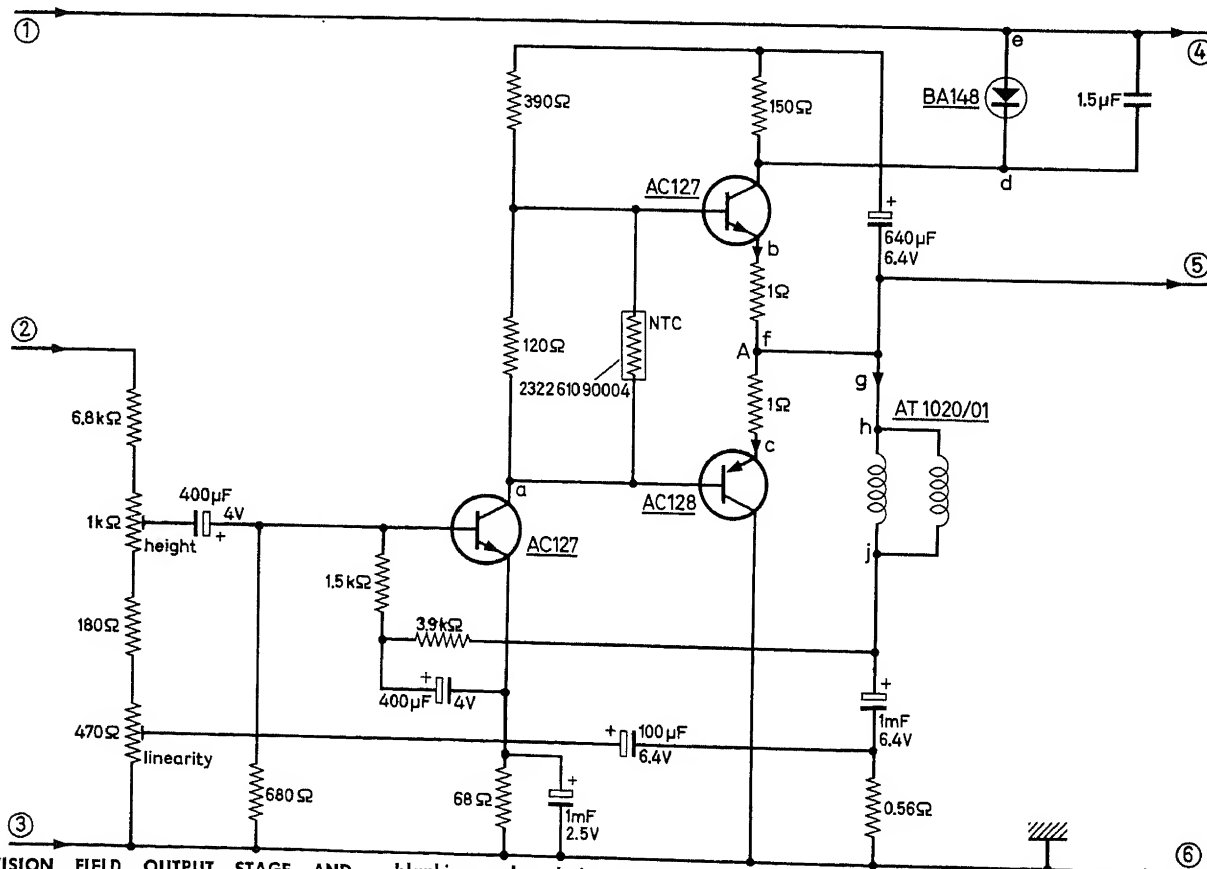 ①
④
e
390Ω
150Ω
BA148
1.5µF
AC127
d
+
640µF
6.4V
b
⑤
1Ω
②
NTC
120Ω
A
f
2322 610 90004
g
1Ω
AT 1020/01
6.8kΩ
h
c
400µF
4V
+
a
AC128
1kΩ
height
AC127
j
1.5kΩ
3.9kΩ
180Ω
+
400µF
4V
+
1mF
6.4V
470Ω
linearity
+
100µF
6.4V
+
680Ω
68Ω
1mF
2.5V
0.56Ω
③
⑥
VISION FIELD OUTPUT STAGE AND